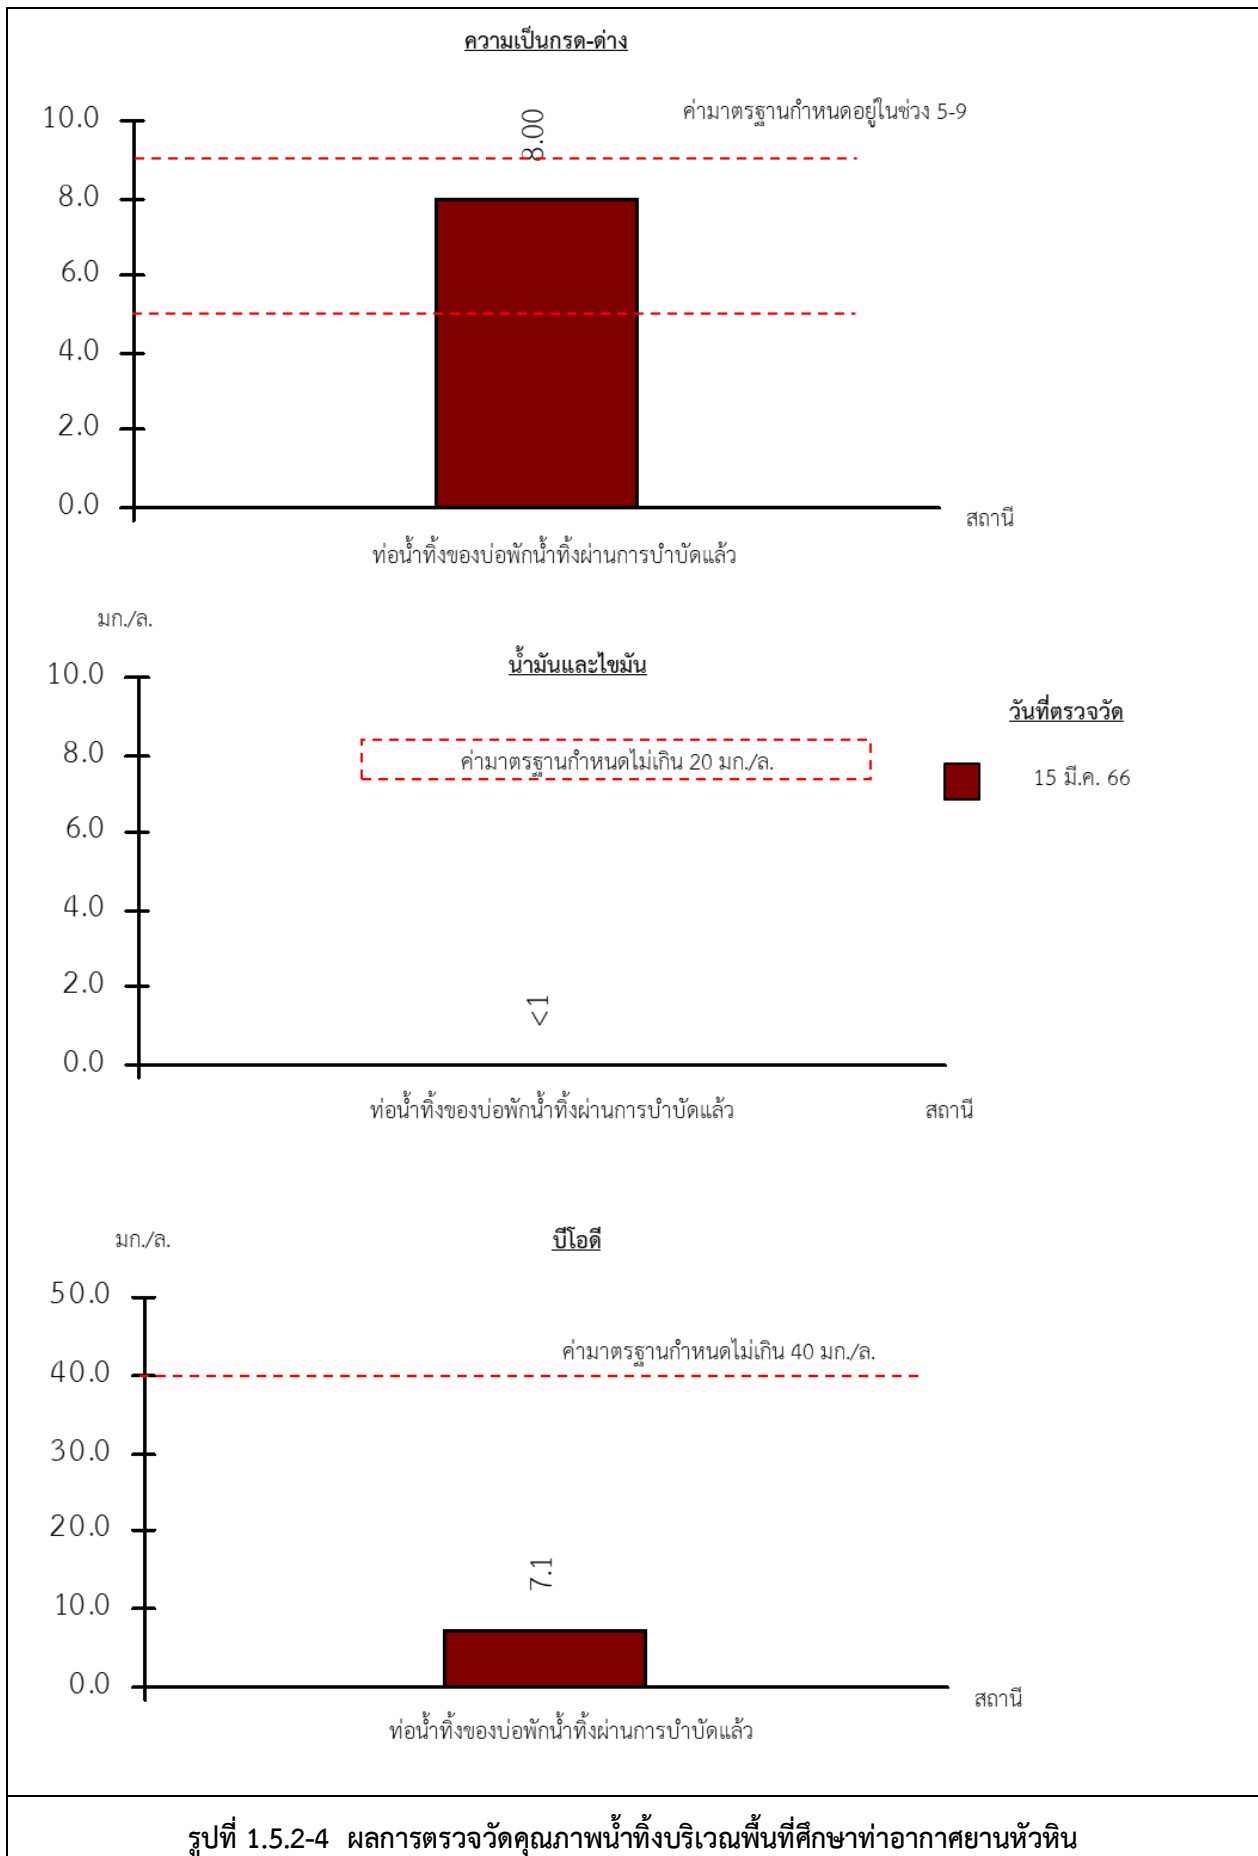 ความเป็นกรด-ด่าง
ค่ามาตรฐานกำหนดอยู่ในช่วง 5-9
10.0
8.00
8.0
6.0
4.0
2.0
0.0
สถานี
ท่อน้ำทิ้งของบ่อพักน้ำทิ้งผ่านการบำบัดแล้ว
มก./ล.
น้ำมันและไขมัน
10.0
วันที่ตรวจวัด
8.0
ค่ามาตรฐานกำหนดไม่เกิน 20 มก./ล.
15 มี.ค. 66
6.0
4.0
2.0
<1
0.0
ท่อน้ำทิ้งของบ่อพักน้ำทิ้งผ่านการบำบัดแล้ว
สถานี
มก./ล.
บีโอดี
50.0
ค่ามาตรฐานกำหนดไม่เกิน 40 มก./ล.
40.0
30.0
20.0
7.1
10.0
0.0
สถานี
ท่อน้ำทิ้งของบ่อพักน้ำทิ้งผ่านการบำบัดแล้ว
รูปที่ 1.5.2-4 ผลการตรวจวัดคุณภาพน้ำทิ้งบริเวณพื้นที่ศึกษาท่าอากาศยานหัวหิน